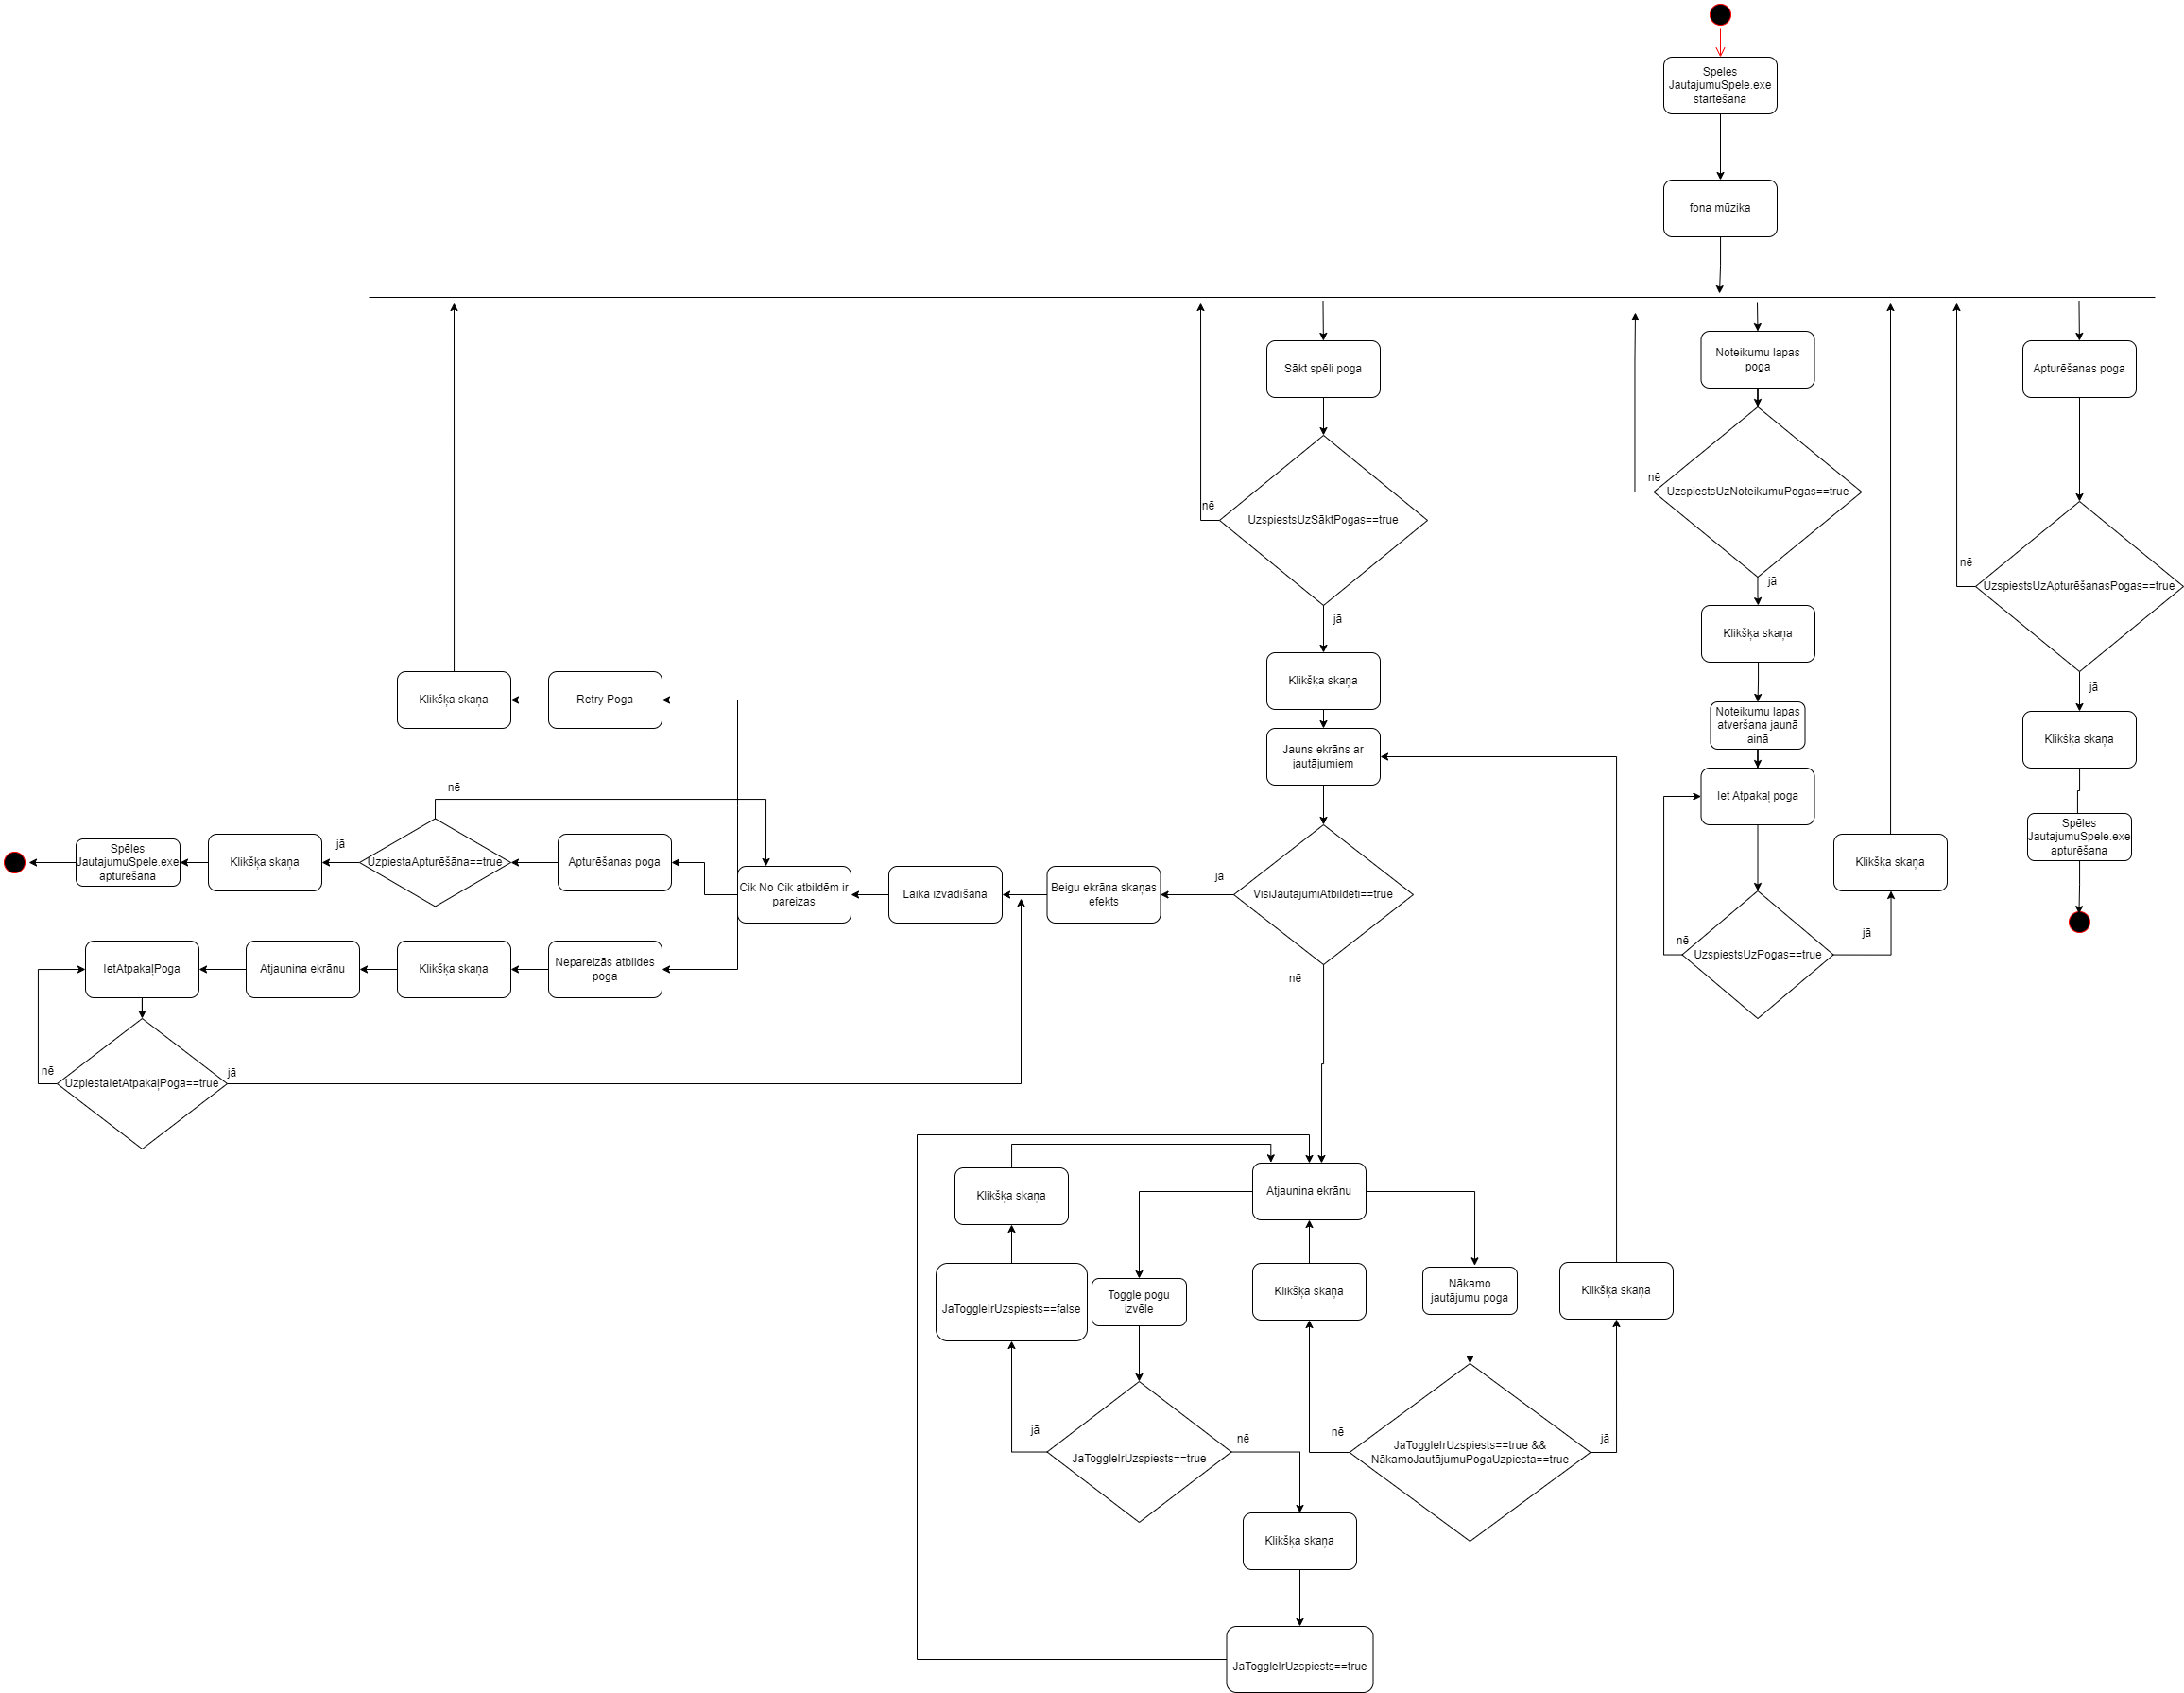 Speles
JautajumuSpele.exe
startēšana
fona mūzika
Sākt spēli poga
Noteikumu lapas
poga
Apturēšanas poga
nē
UzspiestsUzSāktPogas==true
jā
nē
UzspiestsUzNoteikumuPogas==true
jā
nē
UzspiestsUzApturēšanasPogas==true
jā
Klikšķa skaņa
Klikšķa skaņa
Noteikumu lapas
atveršana jaunā
ainā
Klikšķa skaņa
Klikšķa skaņa
Retry Poga
Jauns ekrāns ar
jautājumiem
Iet Atpakaļ poga
Spēles
JautajumuSpele.exe
apturēšana
Klikšķa skaņa
nē
UzspiestsUzPogas==true
jā
nē
Spēles
JautajumuSpele.exe
apturēšana
Klikšķa skaņa
jā
UzpiestaApturēšāna==true
Apturēšanas poga
Cik No Cik atbildēm ir
pareizas
Laika izvadīšana
Beigu ekrāna skaņas
efekts
jā
VisiJautājumiAtbildēti==true
nē
IetAtpakaļPoga
Atjaunina ekrānu
Klikšķa skaņa
Nepareizās atbildes
poga
nē
UzpiestaIetAtpakaļPoga==true
jā
Klikšķa skaņa
Atjaunina ekrānu
JaToggleIrUzspiests==false
Toggle pogu
izvēle
Klikšķa skaņa
Nākamo
jautājumu poga
Klikšķa skaņa
jā
JaToggleIrUzspiests==true
nē
nē
JaToggleIrUzspiests==true &&
NākamoJautājumuPogaUzpiesta==true
jā
Klikšķa skaņa
JaToggleIrUzspiests==true